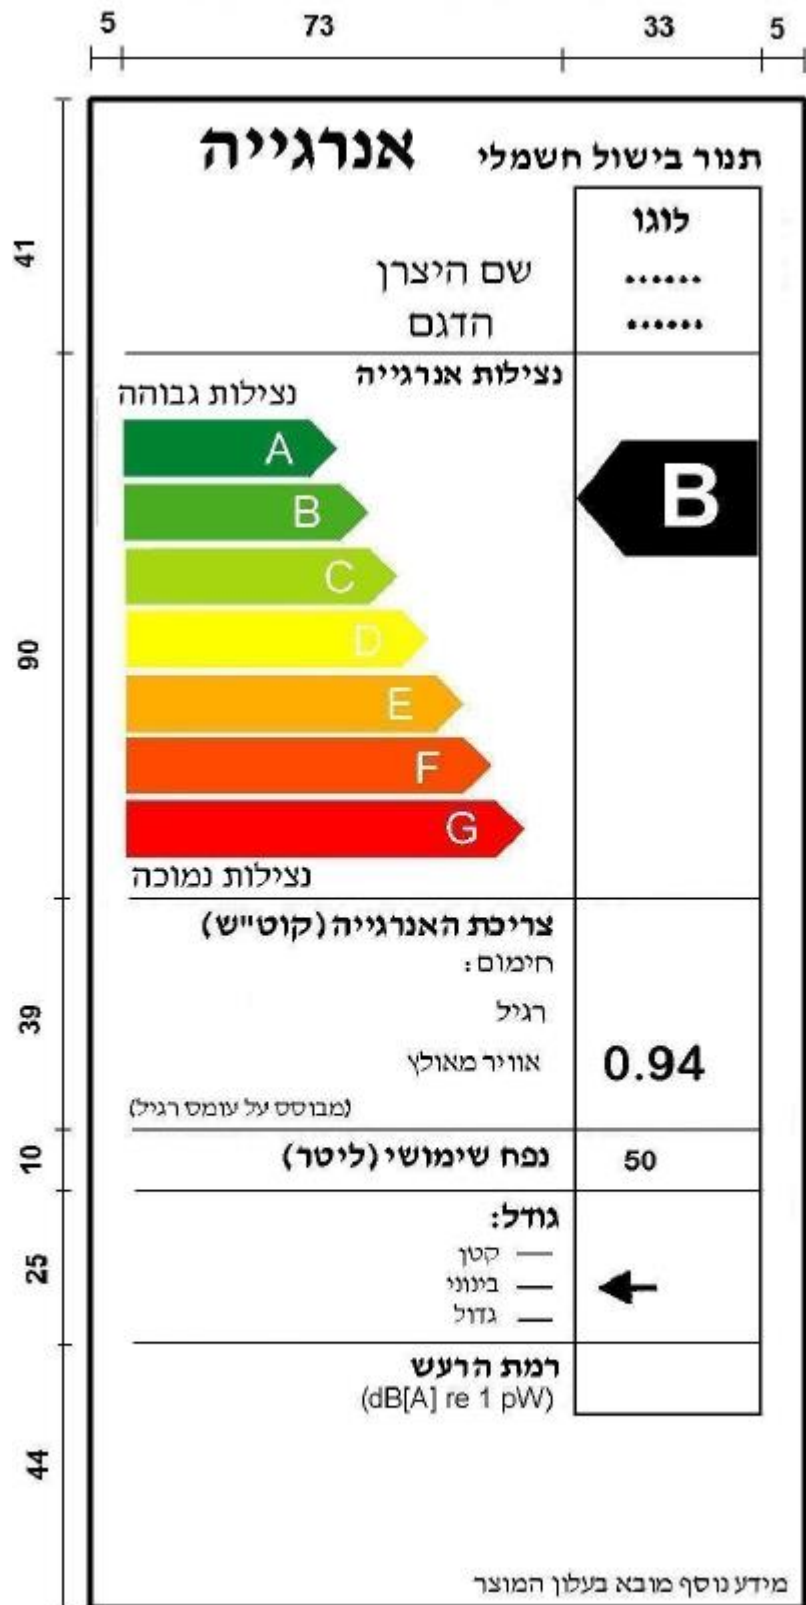 5 73 33 5
תנור בישול חשמלי אנרגייה
לוגו
41
שם היצרן ......
הדגם ......
נצילות אנרגייה
נצילות גבוהה
A
B
B
C
90
D
E
F
G
נצילות נמוכה
צריכת האנרגייה (קוט"ש)
חימום:
39
רגיל
אוויר מאולץ 0.94
(מבוסס על עומס רגיל)
10
נפח שימושי (ליטר) 50
גודל:
25
— קטן
— בינוני
— גדול
רמת הרעש
(dB[A] re 1 pW)
44
מידע נוסף מובא בעלון המוצר